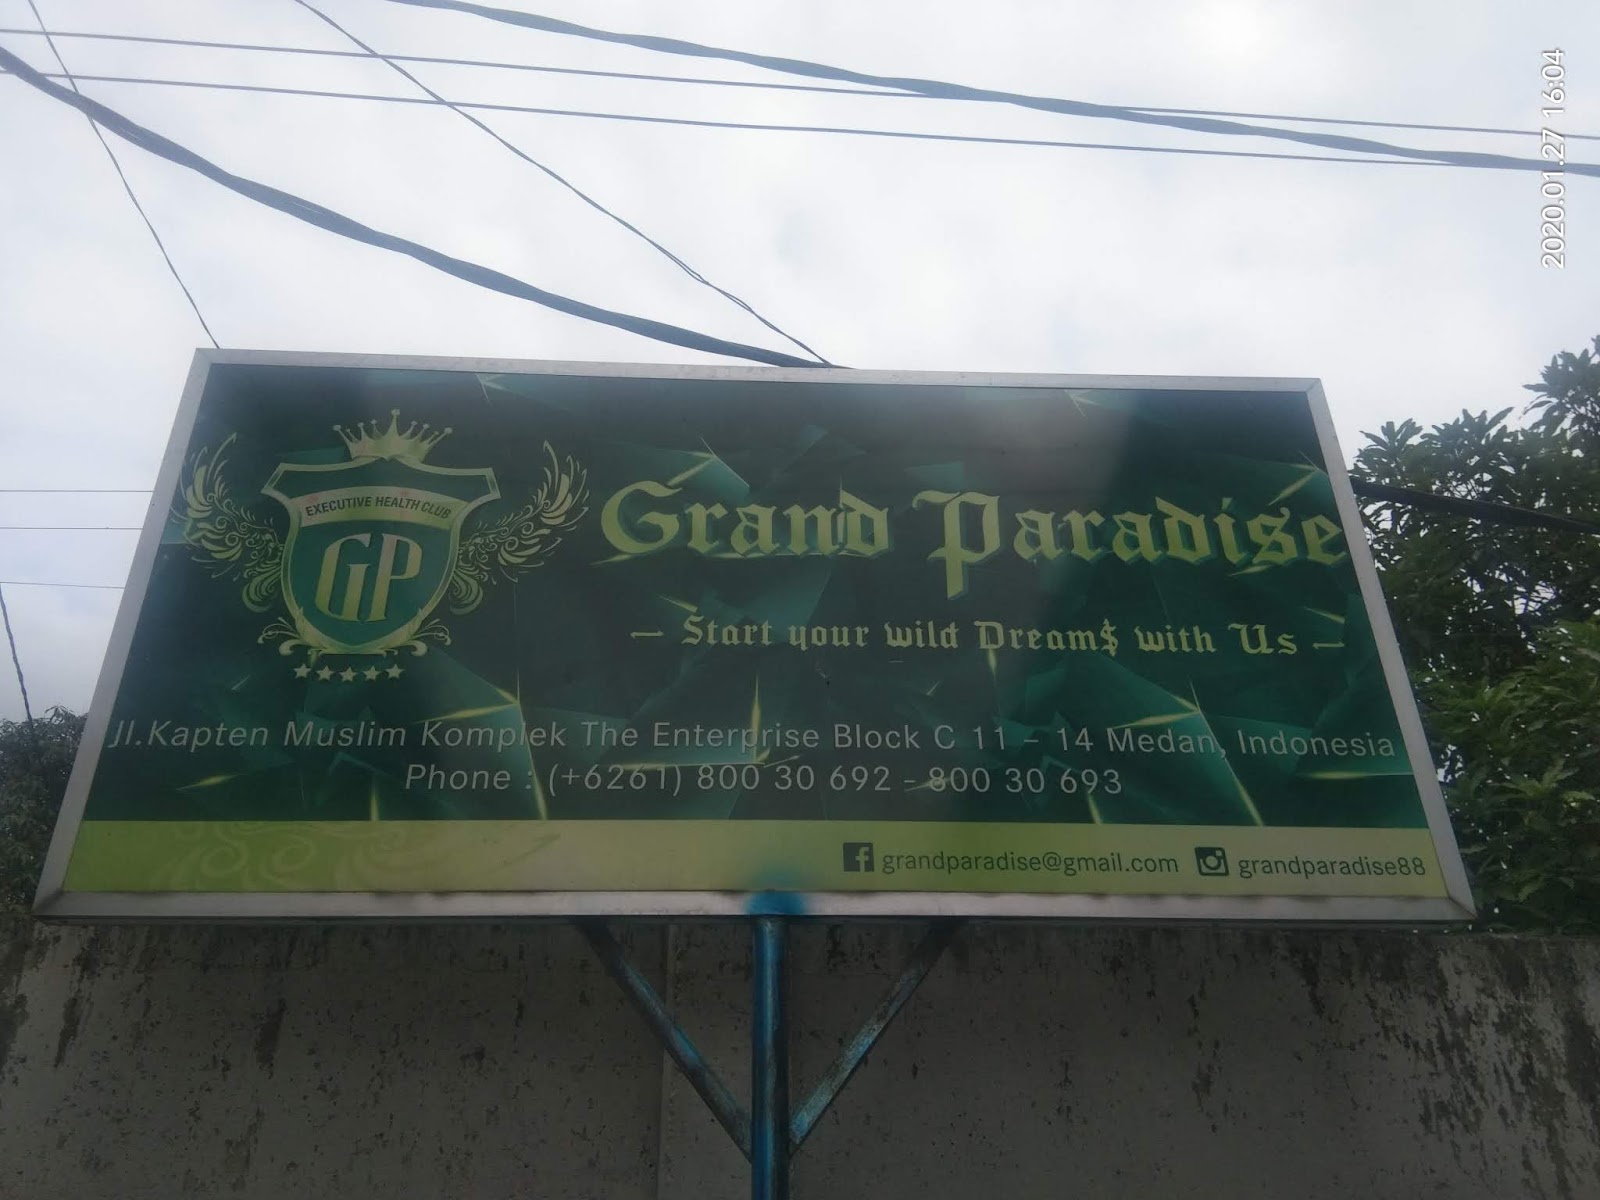 2020.01.27 16:04
EXECUTIVE HEALTH CLUB
GP
Grand Paradise
– Start your wild Dream$ with Us –
Jl.Kapten Muslim Komplek The Enterprise Block C 11 – 14 Medan, Indonesia
Phone : (+6261) 800 30 692 - 800 30 693
grandparadise@gmail.com grandparadise88